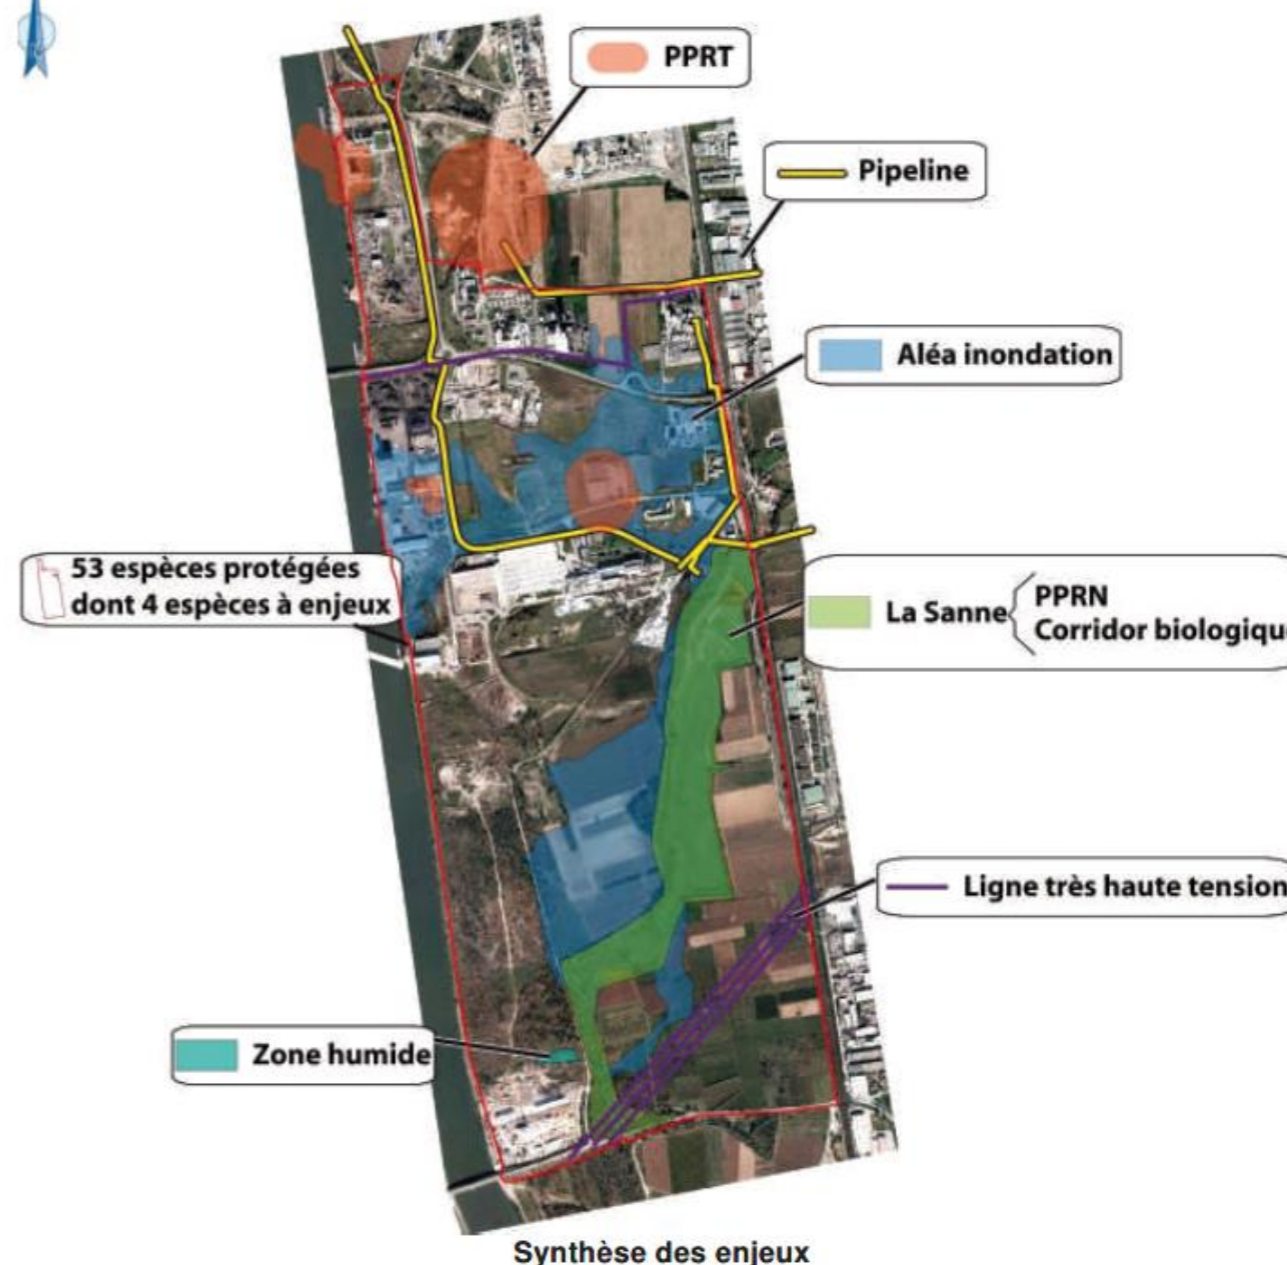 PPRT
Pipeline
Aléa inondation
53 espèces protégées
dont 4 espèces à enjeux
La Sanne
PPRN
Corridor biologiqu
Ligne très haute tension
Zone humide
Synthèse des enjeux